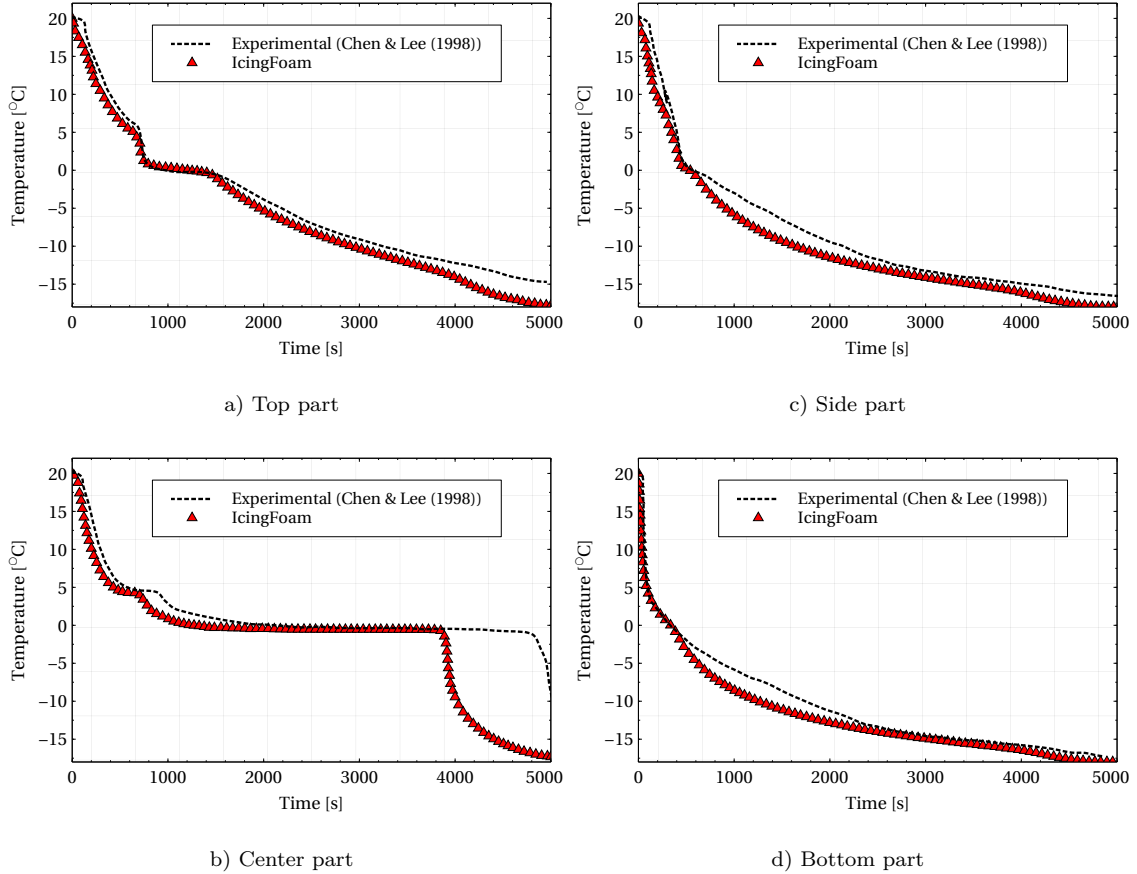 20
15
10
5
0
−5
−10
−15
Temperature [°C]
Experimental (Chen & Lee (1998))
IcingFoam
0 1000 2000 3000 4000 5000
Time [s]
a) Top part
20
15
10
5
0
−5
−10
−15
Temperature [°C]
Experimental (Chen & Lee (1998))
IcingFoam
0 1000 2000 3000 4000 5000
Time [s]
c) Side part
20
15
10
5
0
−5
−10
−15
Temperature [°C]
Experimental (Chen & Lee (1998))
IcingFoam
0 1000 2000 3000 4000 5000
Time [s]
b) Center part
20
15
10
5
0
−5
−10
−15
Temperature [°C]
Experimental (Chen & Lee (1998))
IcingFoam
0 1000 2000 3000 4000 5000
Time [s]
d) Bottom part